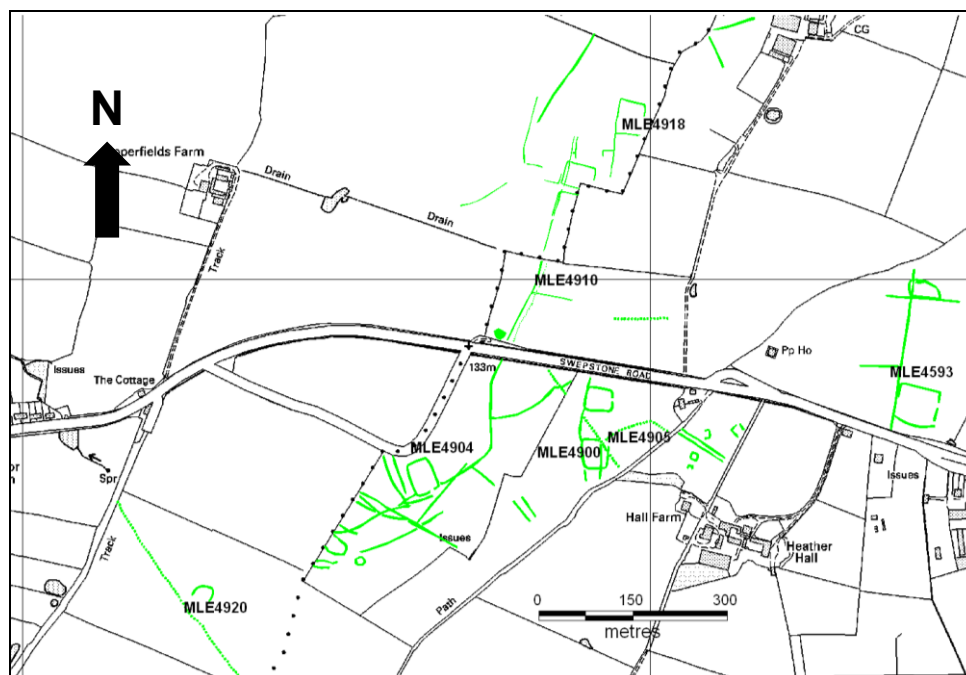 CG
N
MLE4918
perfields Farm
Drain
Drain
Track
MLE4910
Pp Ho
SWEPSTONE ROAD
133m
Issues
The Cottage
MLE4593
MLE4904
MLE4900
MLE4905
Spr
Issues
Issues
Hall Farm
Heather
Hall
Track
MLE4920
Path
0 150 300
metres